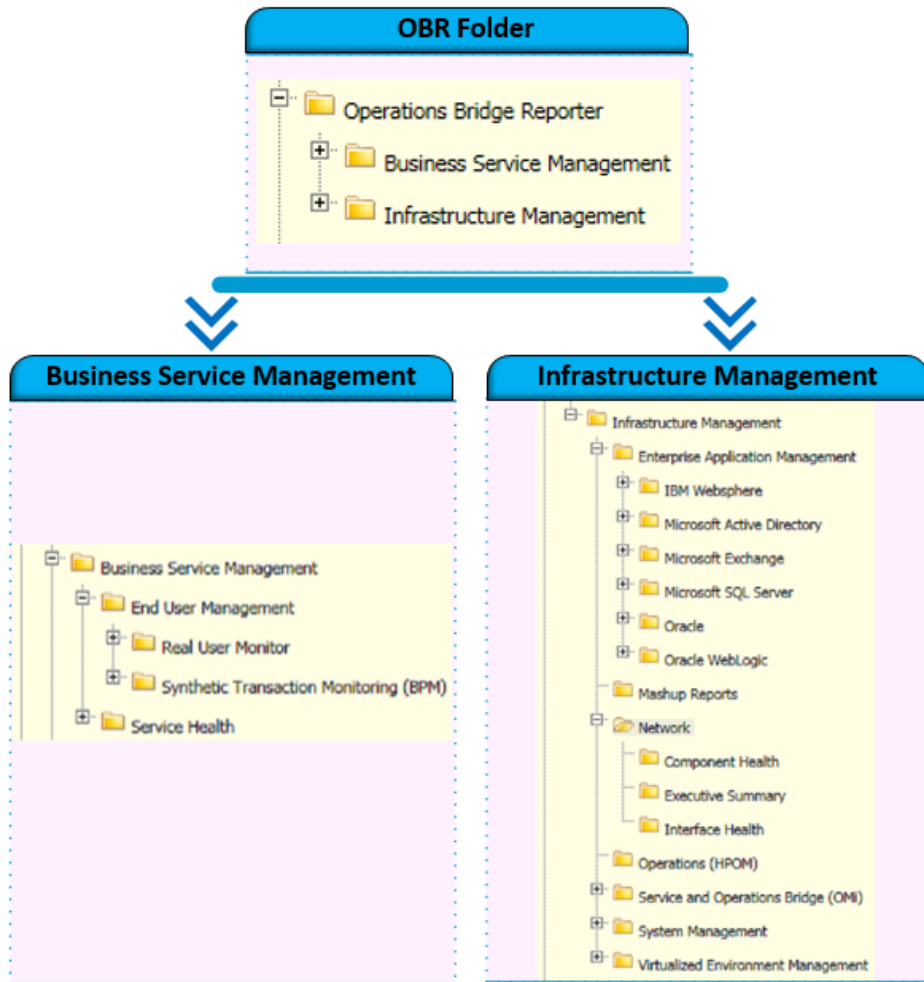 OBR Folder
Operations Bridge Reporter
Business Service Management
Infrastructure Management
Business Service Management
Business Service Management
End User Management
Real User Monitor
Synthetic Transaction Monitoring (BPM)
Service Health
Infrastructure Management
Infrastructure Management
Enterprise Application Management
IBM Websphere
Microsoft Active Directory
Microsoft Exchange
Microsoft SQL Server
Oracle
Oracle WebLogic
Mashup Reports
Network
Component Health
Executive Summary
Interface Health
Operations (HPOM)
Service and Operations Bridge (OMi)
System Management
Virtualized Environment Management